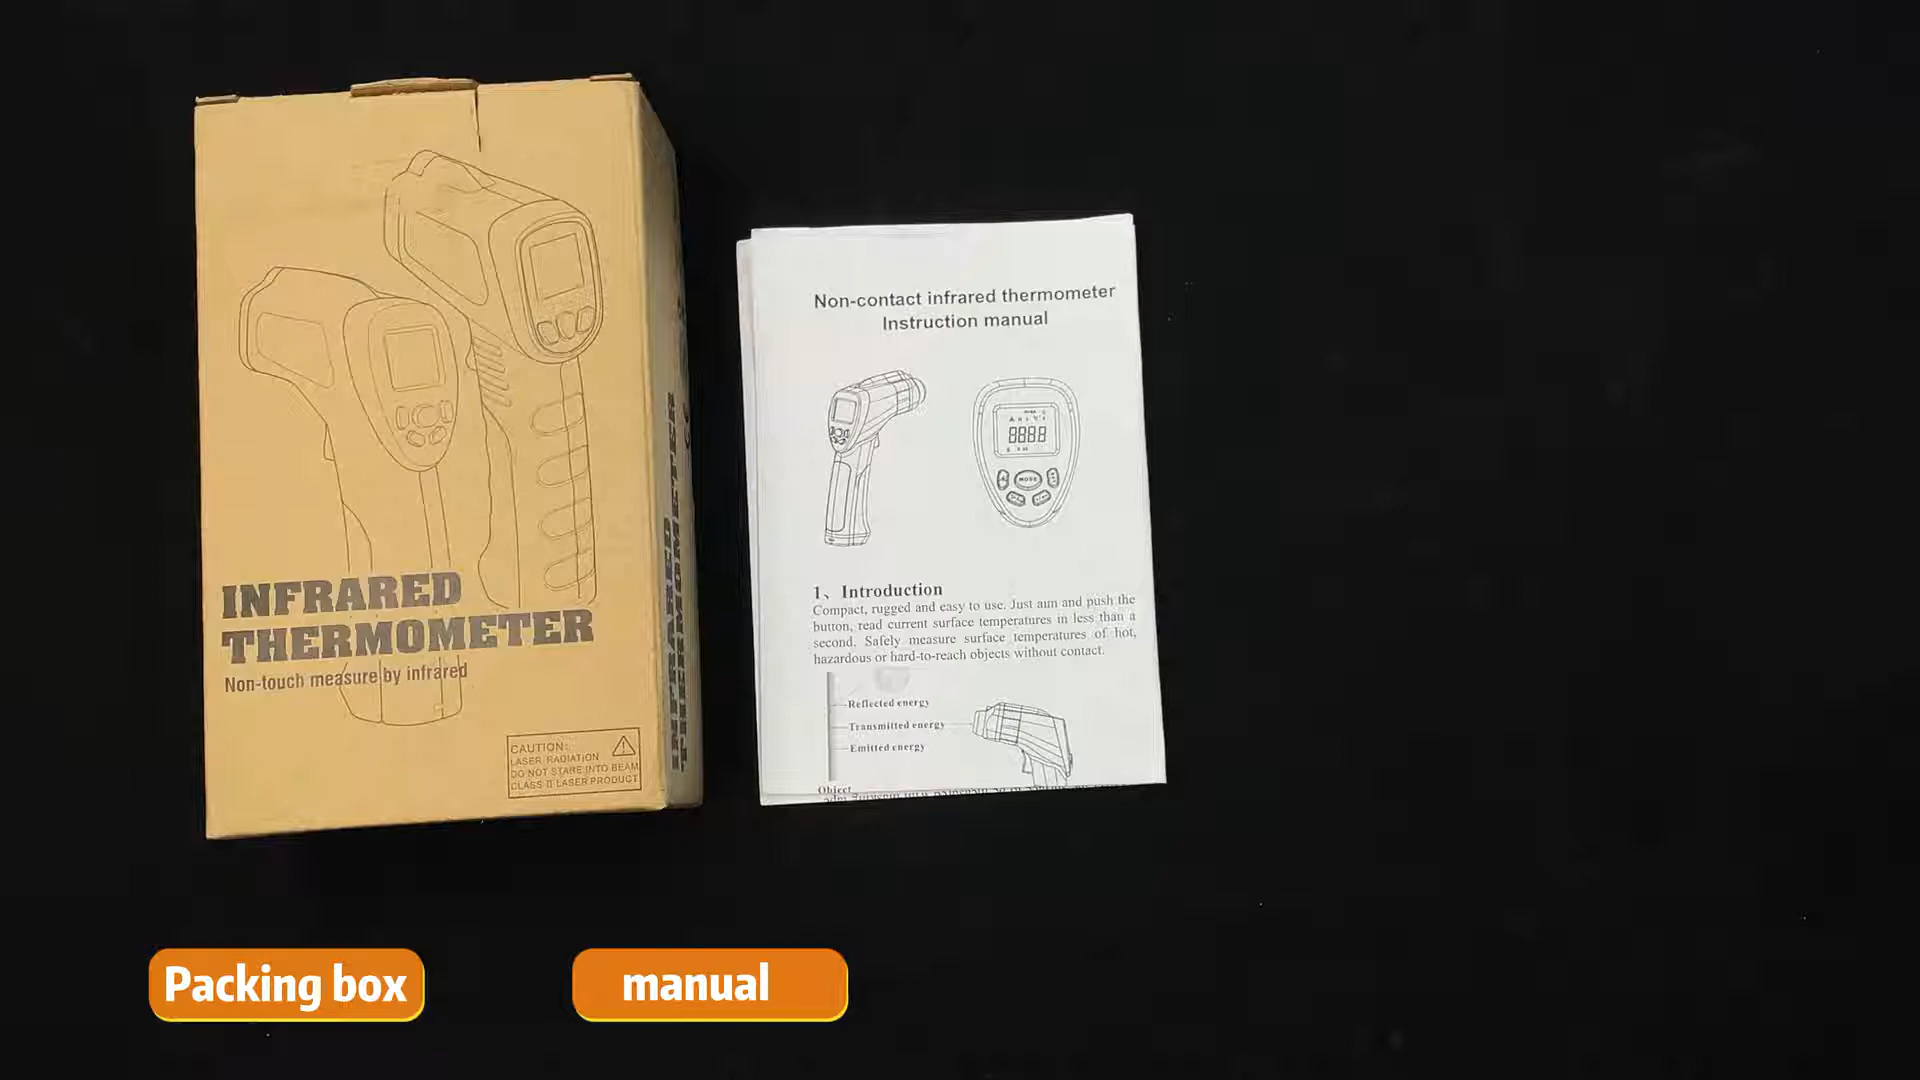 INFRARED
THERMOMETER
Non-touch measure by infrared
CAUTION:
LASER RADIATION
DO NOT STARE INTO BEAM
CLASS II LASER PRODUCT
INFRARED
THERMOMETER
Non-contact infrared thermometer
Instruction manual
8888
MODE
1、Introduction
Compact, rugged and easy to use. Just aim and push the
button, read current surface temperatures in less than a
second. Safely measure surface temperatures of hot,
hazardous or hard-to-reach objects without contact.
Reflected energy
Transmitted energy
Emitted energy
Object
Packing box
manual